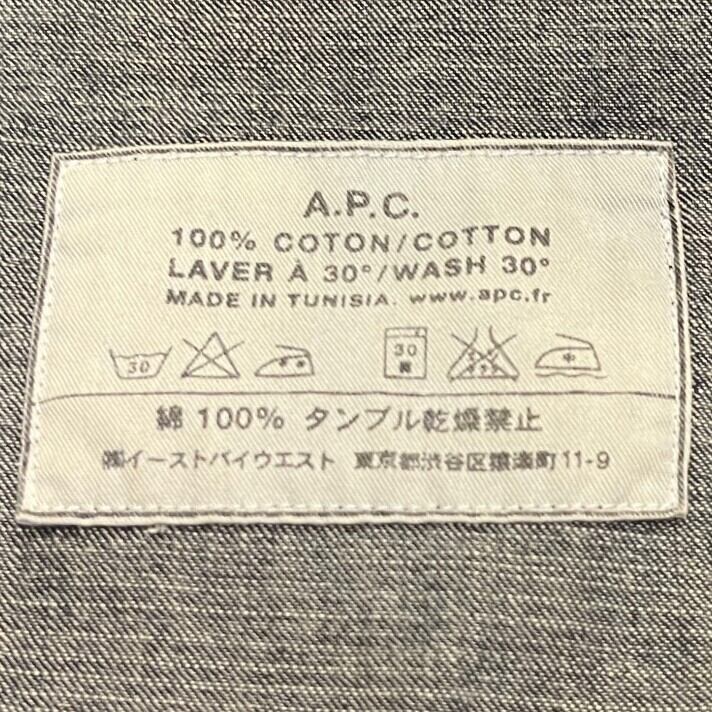 A.P.C.
100% COTON/COTTON
LAVER À 30°/WASH 30°
MADE IN TUNISIA. www.apc.fr
30 30 中
綿 100% タンブル乾燥禁止
㈱イーストバイウエスト 東京都渋谷区猿楽町11-9